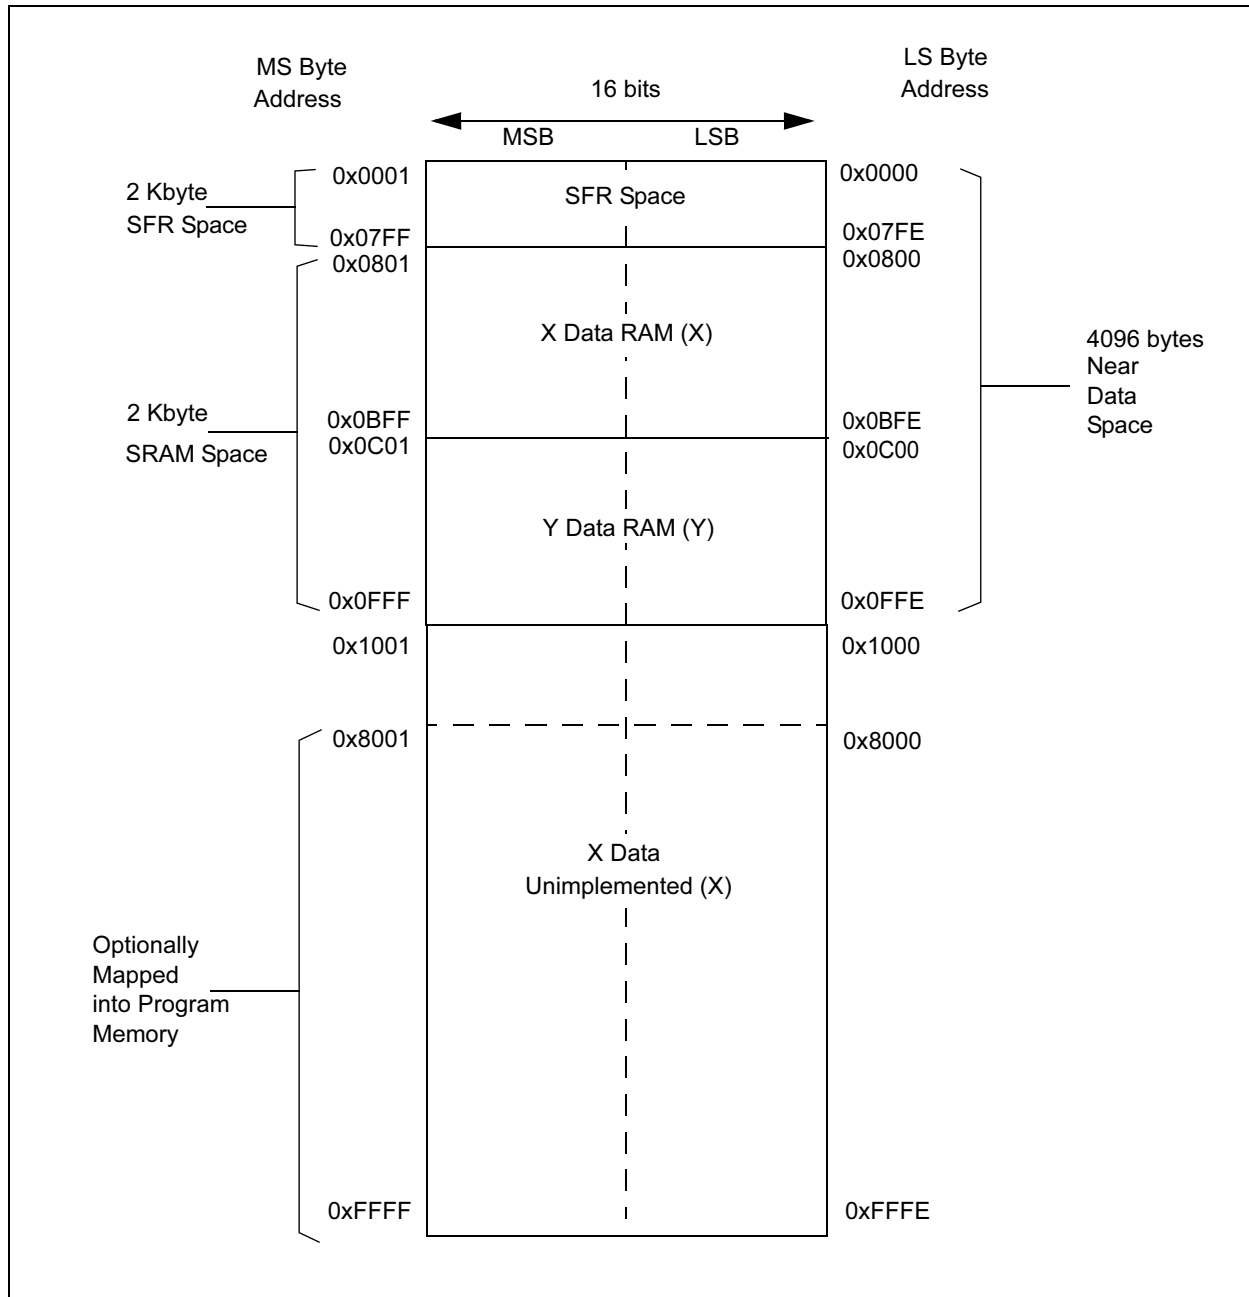 MS Byte
Address
LS Byte
Address
16 bits
MSB
LSB
2 Kbyte
SFR Space
0x0001
SFR Space
0x0000
0x07FF
0x07FE
0x0801
0x0800
X Data RAM (X)
2 Kbyte
SRAM Space
0x0BFF
0x0BFE
0x0C01
0x0C00
4096 bytes
Near
Data
Space
Y Data RAM (Y)
0x0FFF
0x0FFE
0x1001
0x1000
0x8001
0x8000
X Data
Unimplemented (X)
Optionally
Mapped
into Program
Memory
0xFFFF
0xFFFE